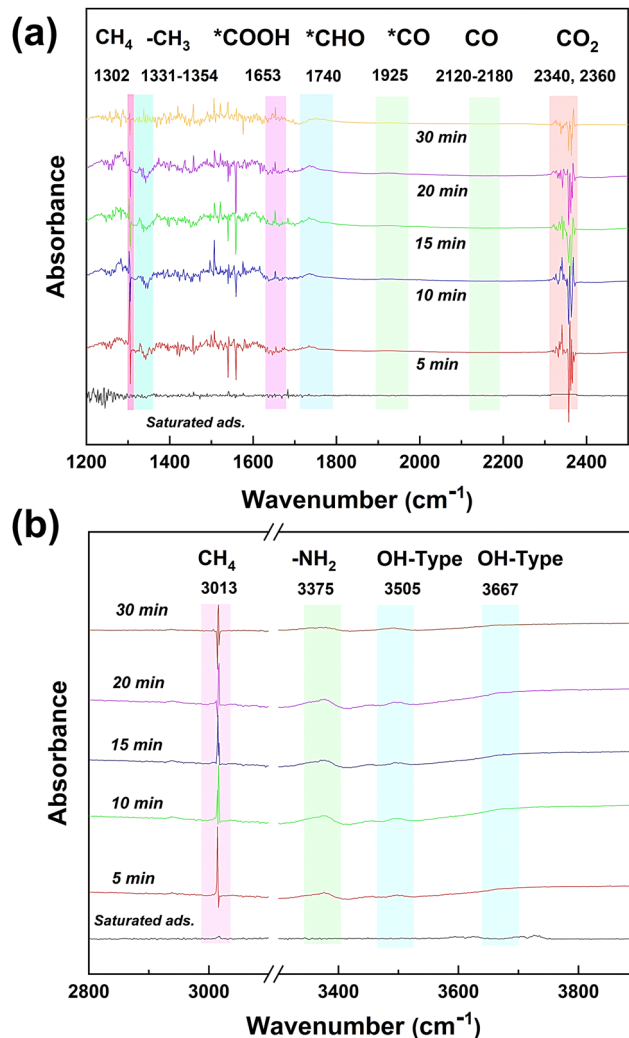 (a)
CH₄ -CH₃ *COOH *CHO *CO CO CO₂
1302 1331-1354 1653 1740 1925 2120-2180 2340, 2360
30 min
20 min
15 min
10 min
5 min
Saturated ads.
Absorbance
1200 1400 1600 1800 2000 2200 2400
Wavenumber (cm⁻¹)
(b)
CH₄ -NH₂ OH-Type OH-Type
3013 3375 3505 3667
30 min
20 min
15 min
10 min
5 min
Saturated ads.
Absorbance
2800 3000 3400 3600 3800
Wavenumber (cm⁻¹)